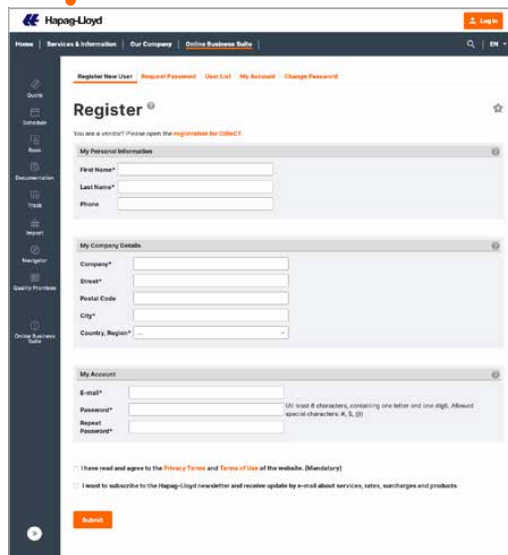 Hapag-Lloyd
Log in
Home | Services & Information | Our Company | Online Business Suite | EN
Register New User Request Password User List My Account Change Password
Quote
Schedule
Book
Documentation
Track
Import
Navigator
Quality Promises
Online Business Suite
Register
You are a vendor? Please open the registration for
My Personal Information
First Name*
Last Name*
Phone
My Company Details
Company*
Street*
Postal Code
City*
Country, Region* ...
My Account
E-mail*
Password*
(At least 8 characters, containing one letter and one digit. Allowed
special characters: #, $, @)
Repeat
Password*
I have read and agree to the Privacy Terms and Terms of Use of the website. (Mandatory)
I want to subscribe to the Hapag-Lloyd newsletter and receive update by e-mail about services, rates, surcharges and products
Submit